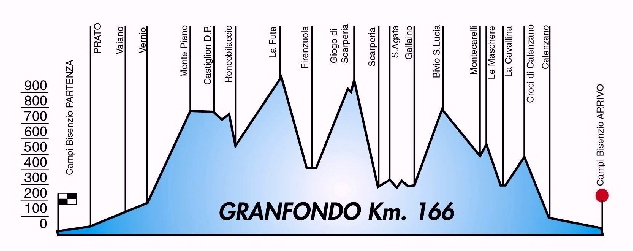 Campi Bisenzio PARTENZA
PRATO
Vaiano
Vernio
Monte Piano
Castiglion D.P.
Roncobilaccio
La Futa
Firenzuola
Giogo di
Scarperia
Scarperia
S.Agata
Gallaino
Bivio S. Lucia
Montecarelli
Le Maschere
La Cavallina
Croci di Calenzano
Calenzano
Campi Bisenzio ARRIVO
900
800
700
600
500
400
300
200
100
0
GRANFONDO Km. 166